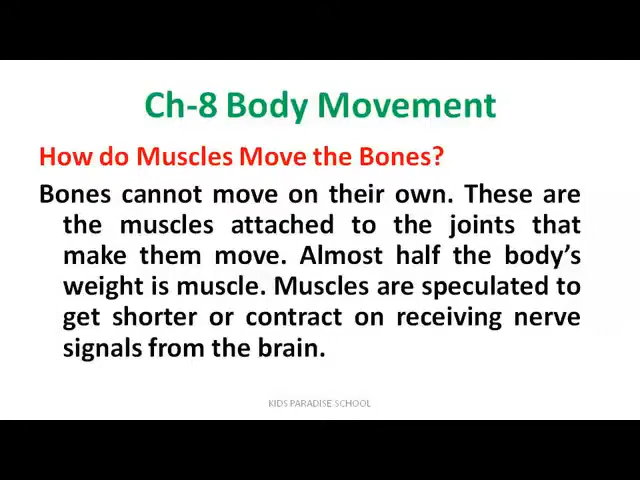 Ch-8 Body Movement
How do Muscles Move the Bones?
Bones cannot move on their own. These are
the muscles attached to the joints that
make them move. Almost half the body’s
weight is muscle. Muscles are speculated to
get shorter or contract on receiving nerve
signals from the brain.
KIDS PARADISE SCHOOL